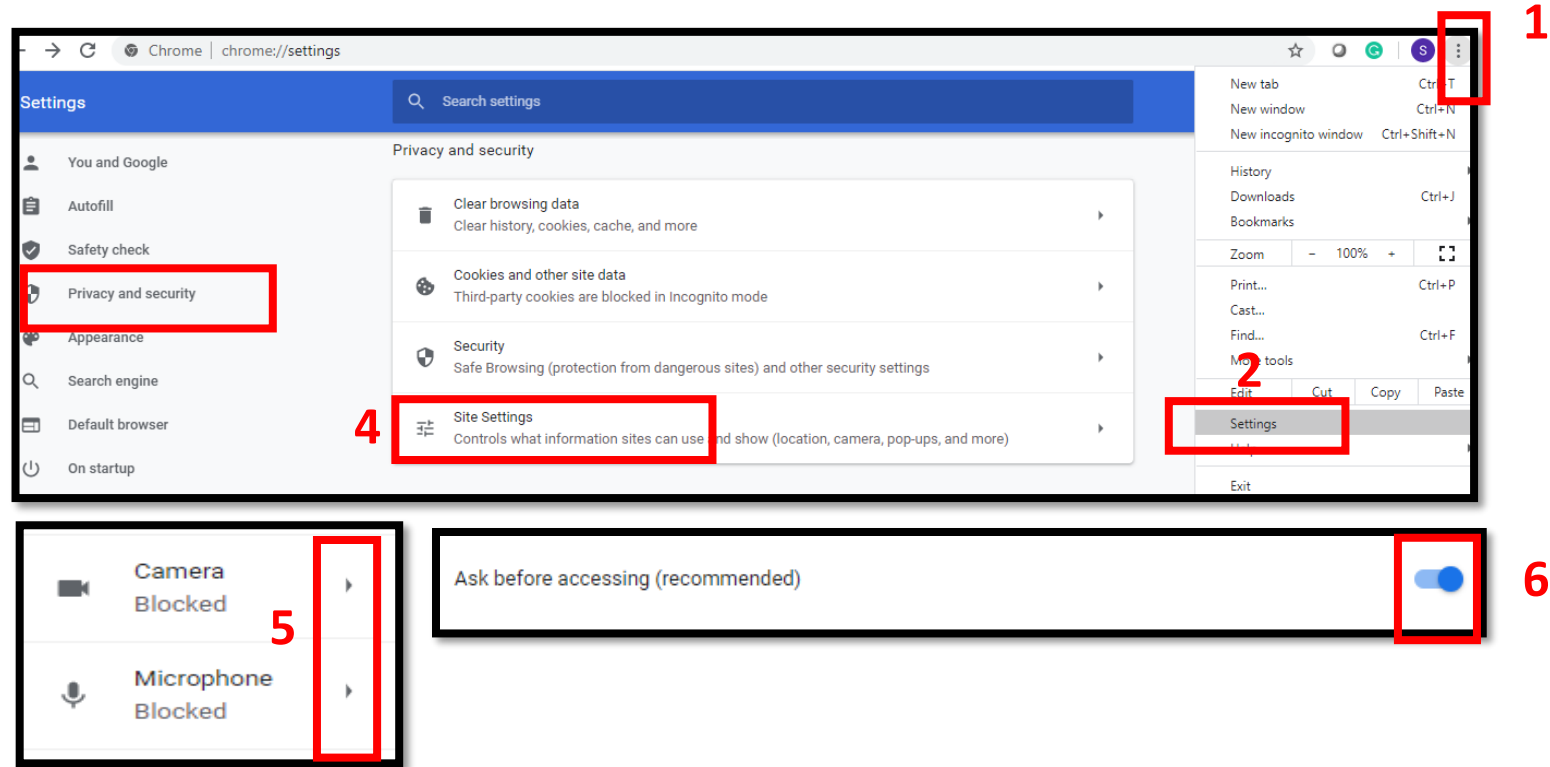 1
Chrome | chrome://settings
S
Settings
Search settings
New tab Ctrl+T
New window Ctrl+N
New incognito window Ctrl+Shift+N
History
Downloads Ctrl+J
Bookmarks
Zoom - 100% +
Print... Ctrl+P
Cast...
Find... Ctrl+F
More tools
2
Edit Cut Copy Paste
Settings
Exit
You and Google
Autofill
Safety check
Privacy and security
Appearance
Search engine
Default browser
On startup
Privacy and security
Clear browsing data
Clear history, cookies, cache, and more
Cookies and other site data
Third-party cookies are blocked in Incognito mode
Security
Safe Browsing (protection from dangerous sites) and other security settings
4
Site Settings
Controls what information sites can use and show (location, camera, pop-ups, and more)
Camera
Blocked
5
Microphone
Blocked
Ask before accessing (recommended)
6